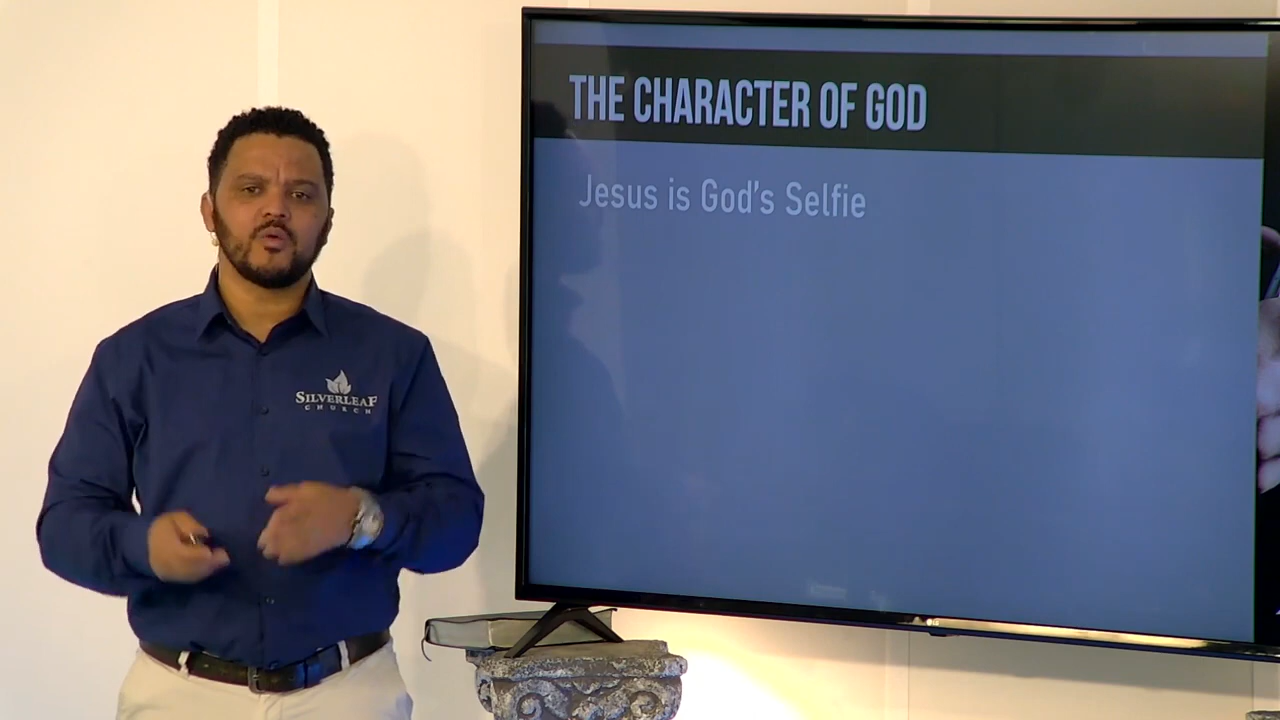 THE CHARACTER OF GOD
Jesus is God's Selfie
SILVERLEAF
CHURCH